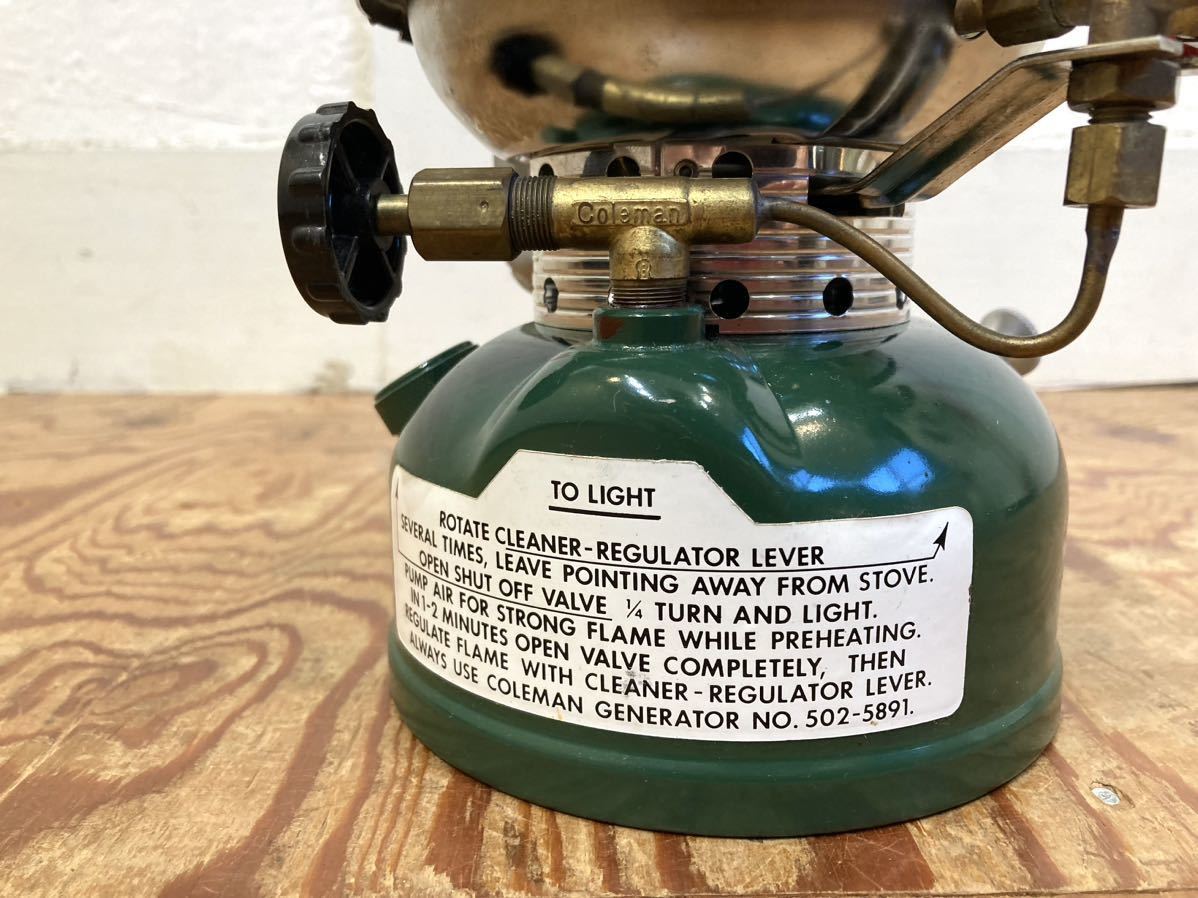 Coleman
8
TO LIGHT
ROTATE CLEANER-REGULATOR LEVER
SEVERAL TIMES, LEAVE POINTING AWAY FROM STOVE.
OPEN SHUT OFF VALVE 1/4 TURN AND LIGHT.
PUMP AIR FOR STRONG FLAME WHILE PREHEATING.
IN 1-2 MINUTES OPEN VALVE COMPLETELY, THEN
REGULATE FLAME WITH CLEANER-REGULATOR LEVER.
ALWAYS USE COLEMAN GENERATOR NO. 502-5891.